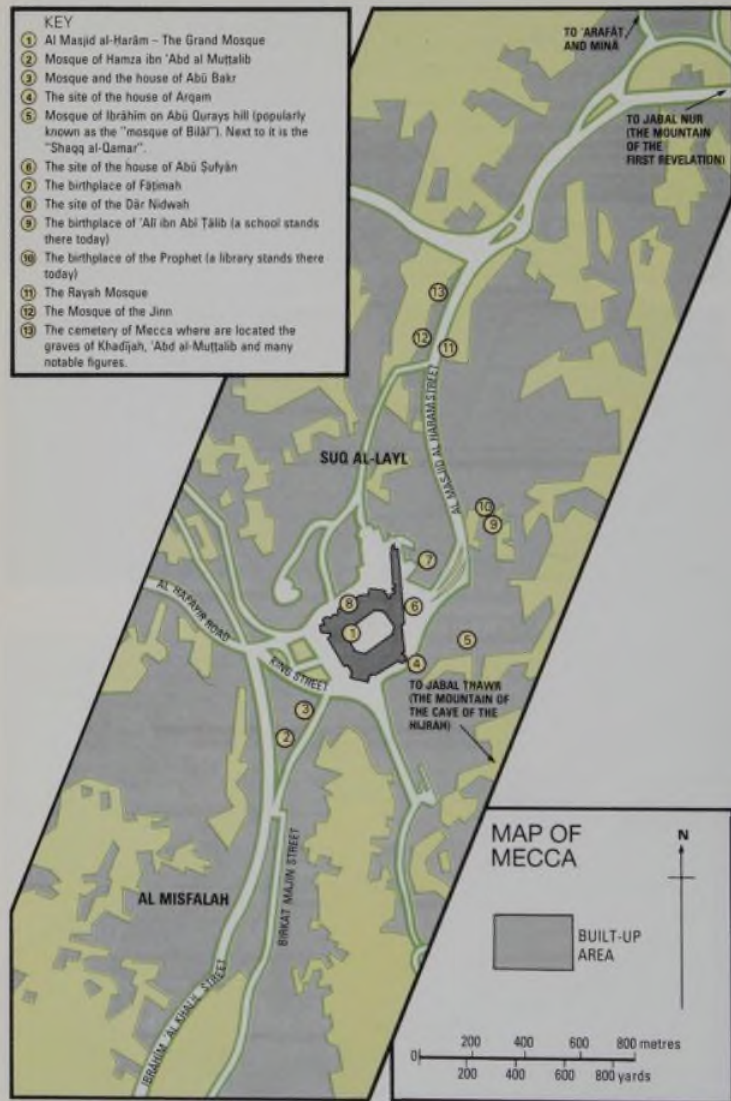 KEY
1 Al Masjid al-Ḥarām – The Grand Mosque
2 Mosque of Ḥamza ibn 'Abd al Muṭṭalib
3 Mosque and the house of Abū Bakr
4 The site of the house of Arqam
5 Mosque of Ibrāhīm on Abū Qurays hill (popularly
known as the "mosque of Bilāl"). Next to it is the
"Shaqq al-Qamar".
6 The site of the house of Abū Ṣufyān
7 The birthplace of Fāṭimah
8 The site of the Dār Nidwah
9 The birthplace of 'Alī ibn Abī Ṭālib (a school stands
there today)
10 The birthplace of the Prophet (a library stands there
today)
11 The Rayah Mosque
12 The Mosque of the Jinn
13 The cemetery of Mecca where are located the
graves of Khadījah, 'Abd al-Muṭṭalib and many
notable figures.
TO 'ARAFĀT,
AND MINĀ
TO JABAL NUR
(THE MOUNTAIN
OF THE
FIRST REVELATION)
13
12
11
AL MASJID AL HARAM STREET
SUQ AL-LAYL
10
9
7
8
6
1
5
4
AL HAFAYIR ROAD
KING STREET
TO JABAL THAWR
(THE MOUNTAIN OF
THE CAVE OF THE
HIJRAH)
3
2
AL MISFALAH
BIRKAT MAJIN STREET
IBRAHIM 'AL KHALIL STREET
MAP OF
MECCA
N
BUILT-UP
AREA
200 400 600 800 metres
0
200 400 600 800 yards